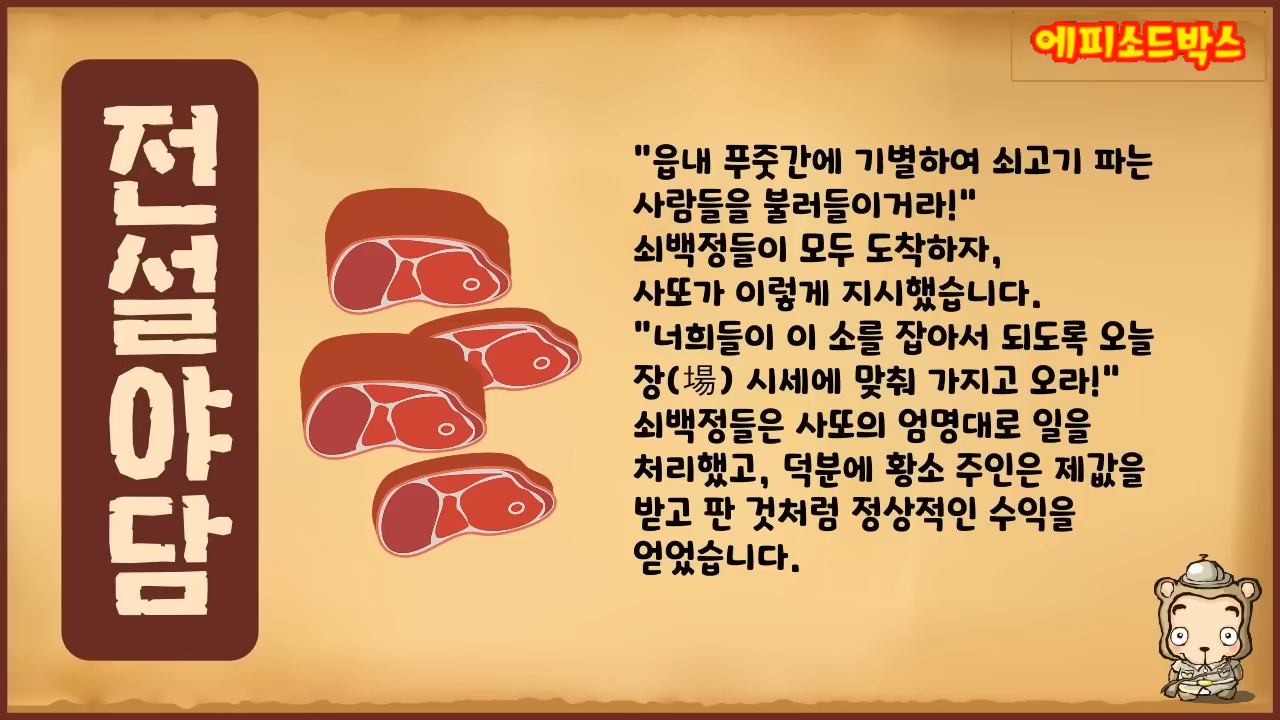 에피소드박스
전설야담
"읍내 푸줏간에 기별하여 쇠고기 파는
사람들을 불러들이거라!"
쇠백정들이 모두 도착하자,
사또가 이렇게 지시했습니다.
"너희들이 이 소를 잡아서 되도록 오늘
장(場) 시세에 맞춰 가지고 오라!"
쇠백정들은 사또의 엄명대로 일을
처리했고, 덕분에 황소 주인은 제값을
받고 판 것처럼 정상적인 수익을
얻었습니다.